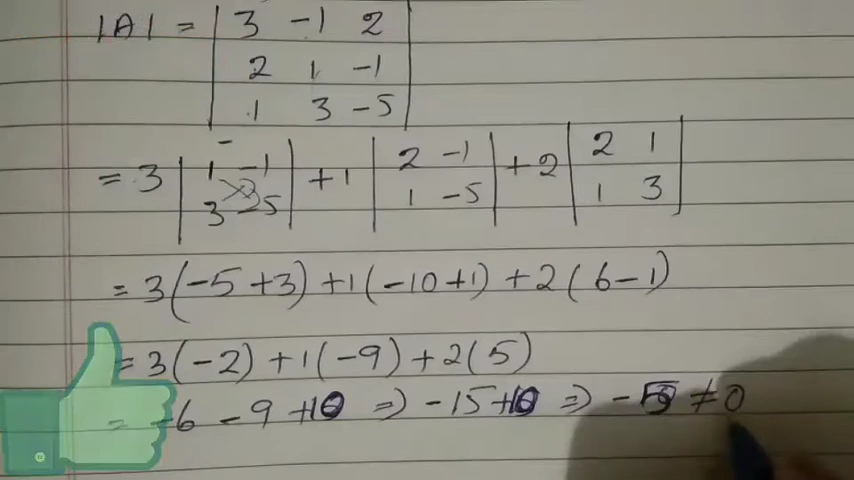 |A| = | 3 -1 2 |
| 2 1 -1 |
| 1 3 -5 |
= 3 | 1 -1 | + 1 | 2 -1 | + 2 | 2 1 |
| 3 -5 | | 1 -5 | | 1 3 |
= 3(-5+3) +1(-10+1) +2(6-1)
= 3(-2) +1(-9) +2(5)
= -6 -9 +10 ⇒ -15+10 ⇒ -5 ≠0